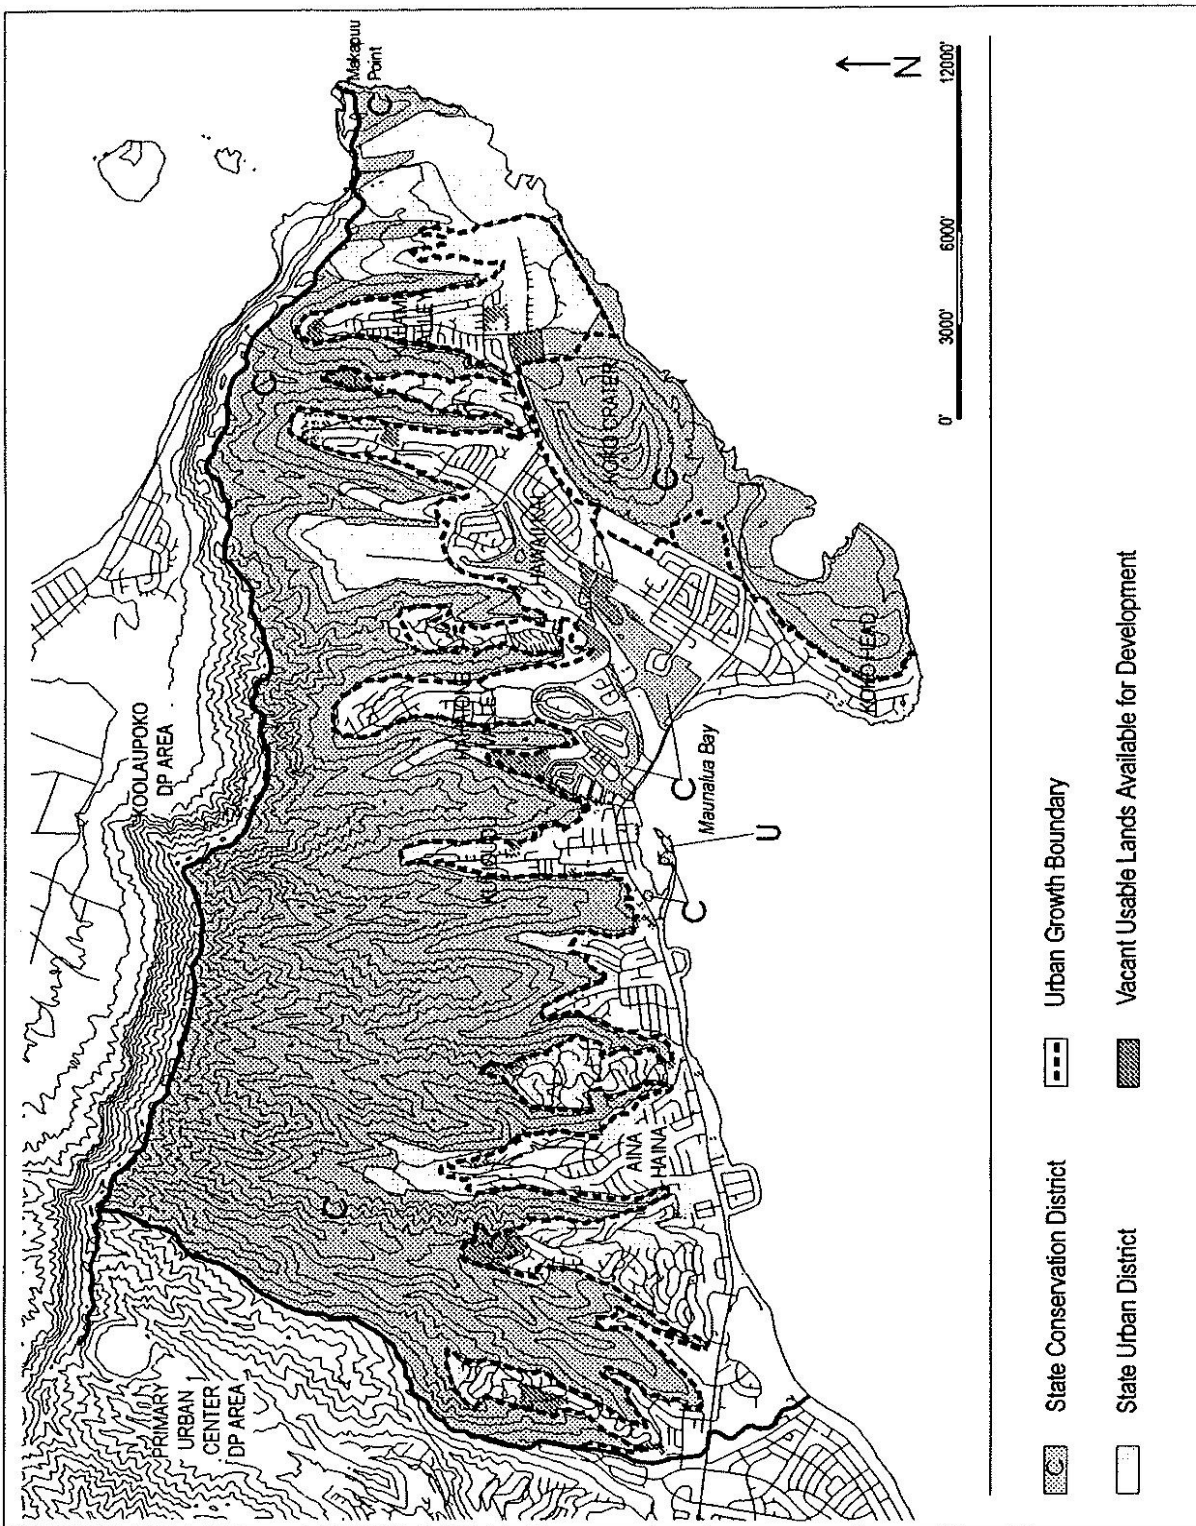 Makapuu
Point
C
KOOLAUPOKO
DP AREA
C
KOKO CRATER
C
HAWAII KAI
KOKO HEAD
C
Maunalua Bay
KULIOUOU
U
C
C
AINA
HAINA
PRIMARY
URBAN
CENTER
DP AREA
N
0'
3000'
6000'
12000'
C
State Conservation District
Urban Growth Boundary
State Urban District
Vacant Usable Lands Available for Development